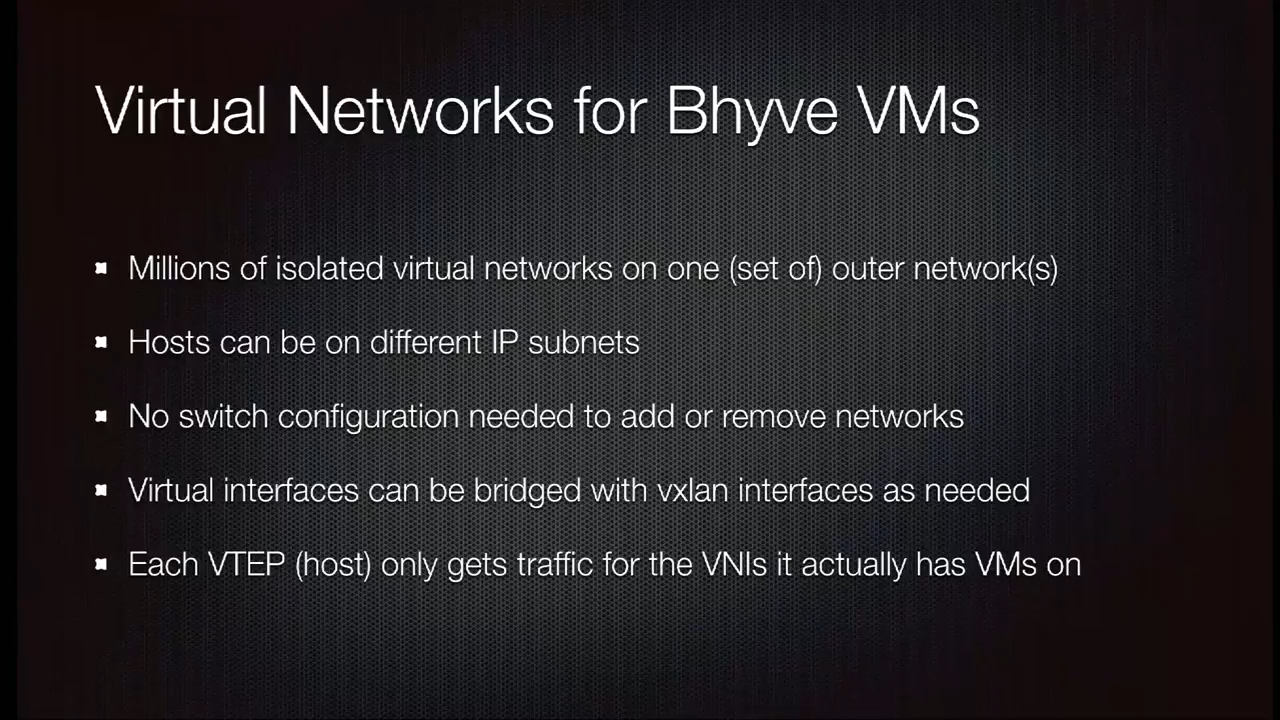 Virtual Networks for Bhyve VMs
Millions of isolated virtual networks on one (set of) outer network(s)
Hosts can be on different IP subnets
No switch configuration needed to add or remove networks
Virtual interfaces can be bridged with vxlan interfaces as needed
Each VTEP (host) only gets traffic for the VNIs it actually has VMs on